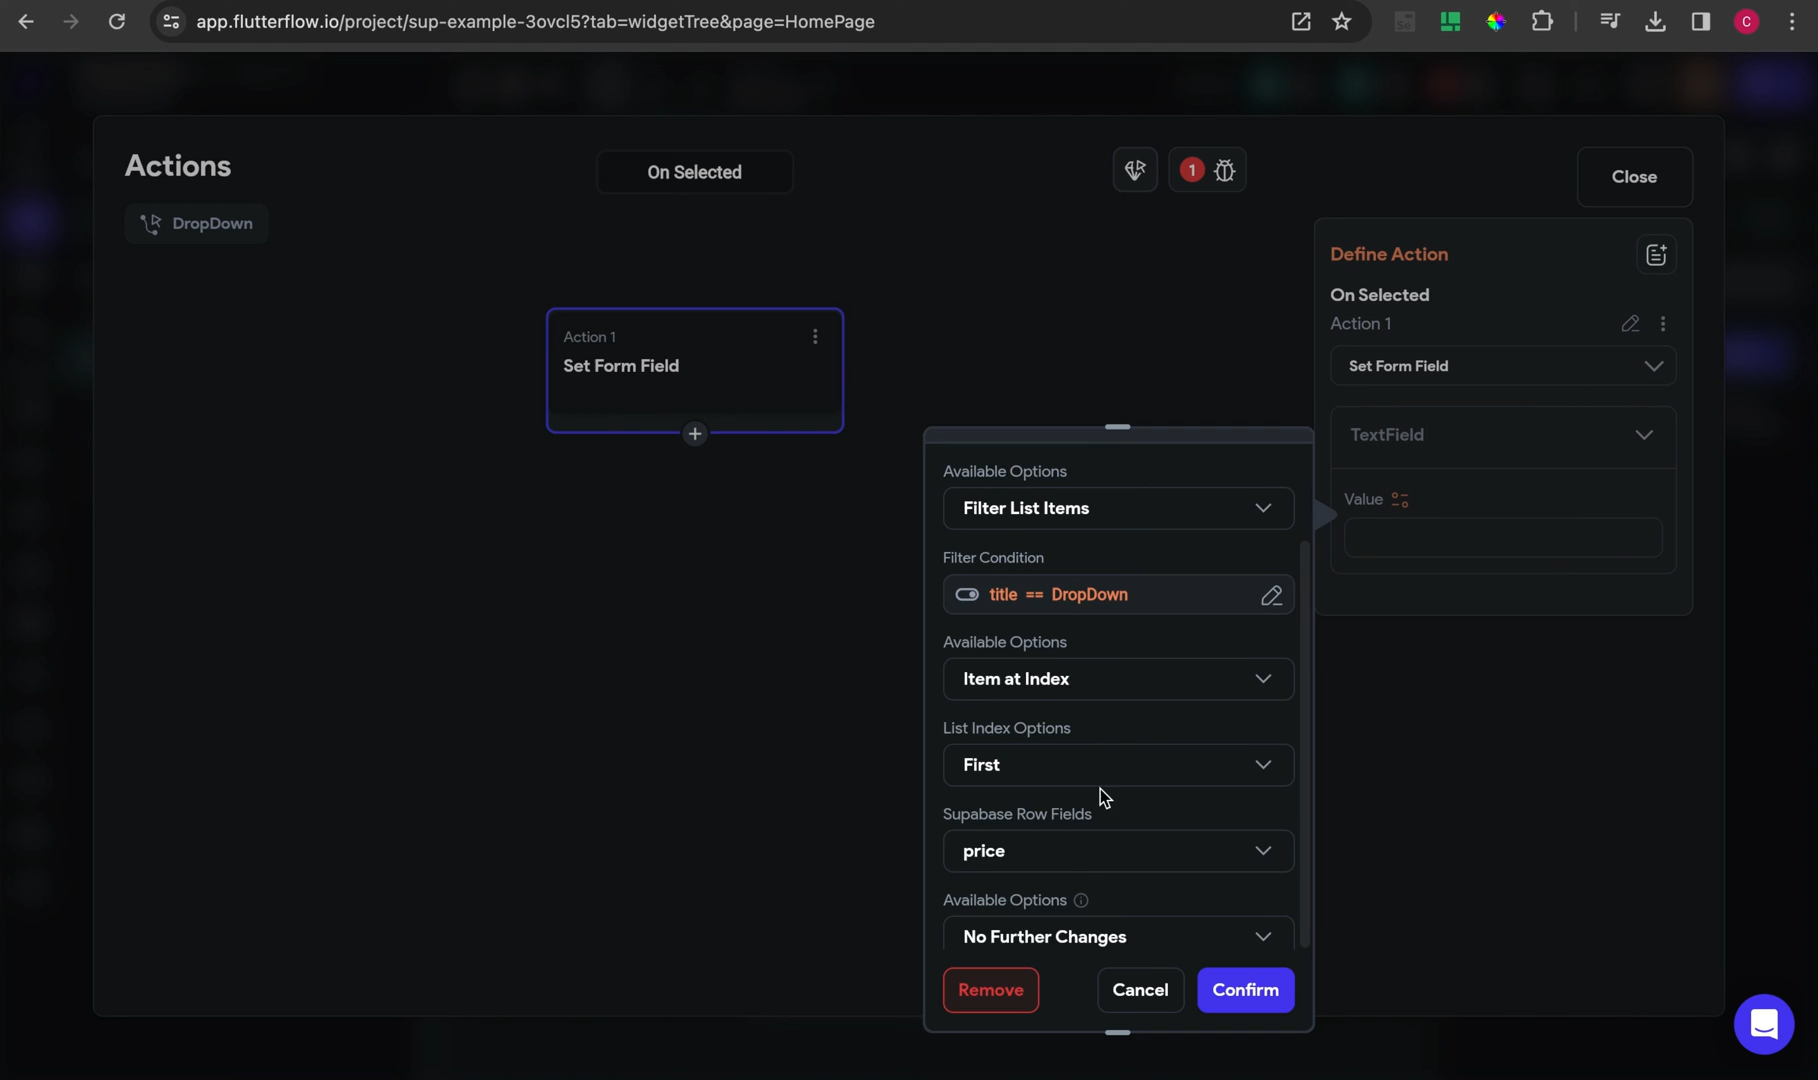 app.flutterflow.io/project/sup-example-3ovcl5?tab=widgetTree&page=HomePage
C
Actions
On Selected
1
Close
DropDown
Define Action
On Selected
Action 1
Set Form Field
TextField
Value
Action 1
Set Form Field
Available Options
Filter List Items
Filter Condition
title == DropDown
Available Options
Item at Index
List Index Options
First
Supabase Row Fields
price
Available Options
No Further Changes
Remove
Cancel
Confirm